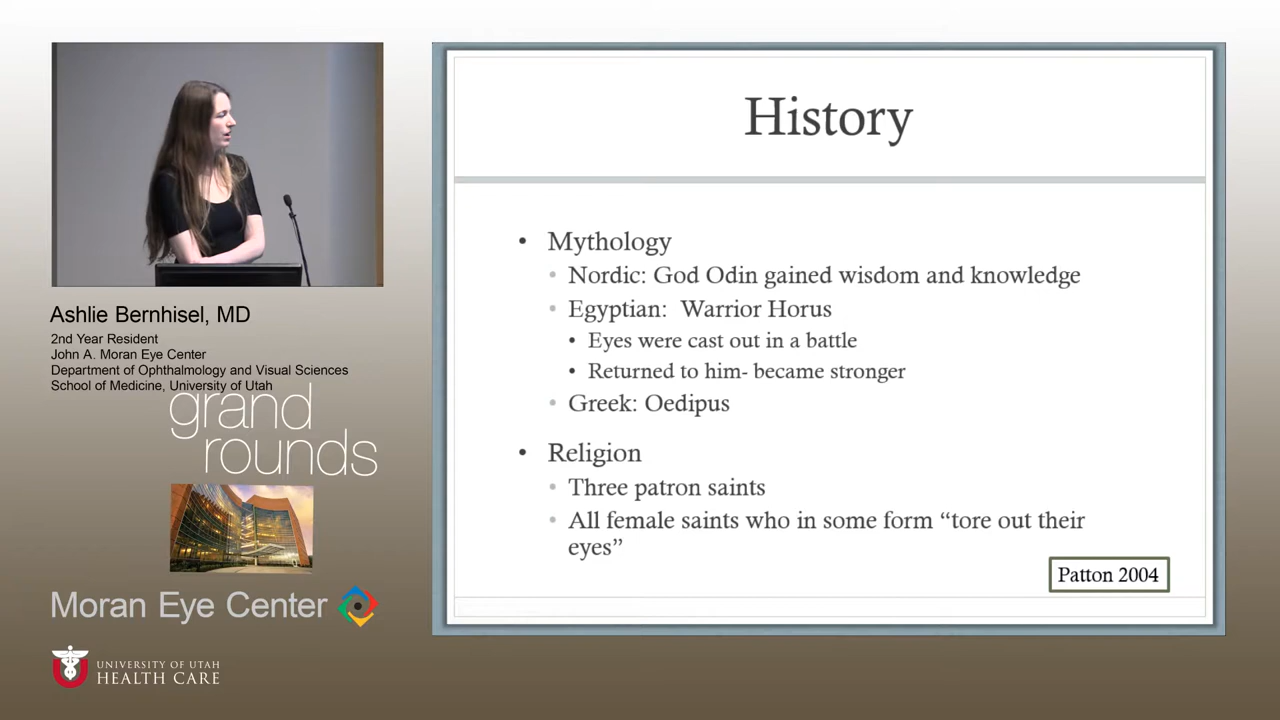 Ashlie Bernhisel, MD
2nd Year Resident
John A. Moran Eye Center
Department of Ophthalmology and Visual Sciences
School of Medicine, University of Utah
grand
rounds
Moran Eye Center
UNIVERSITY OF UTAH
HEALTH CARE
History
• Mythology
• Nordic: God Odin gained wisdom and knowledge
• Egyptian: Warrior Horus
• Eyes were cast out in a battle
• Returned to him- became stronger
• Greek: Oedipus
• Religion
• Three patron saints
• All female saints who in some form “tore out their
eyes”
Patton 2004